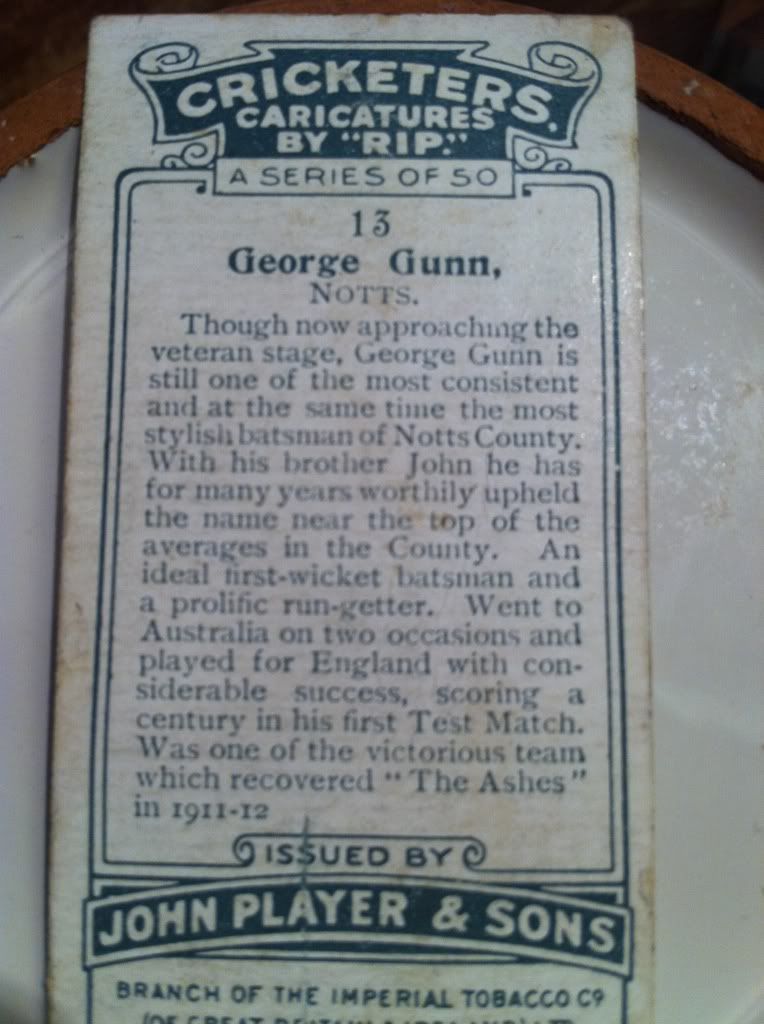 CRICKETERS,
CARICATURES
BY "RIP."
A SERIES OF 50
13
George Gunn,
NOTTS.
Though now approaching the
veteran stage, George Gunn is
still one of the most consistent
and at the same time the most
stylish batsman of Notts County.
With his brother John he has
for many years worthily upheld
the name near the top of the
averages in the County. An
ideal first-wicket batsman and
a prolific run-getter. Went to
Australia on two occasions and
played for England with con-
siderable success, scoring a
century in his first Test Match.
Was one of the victorious team
which recovered "The Ashes"
in 1911-12
ISSUED BY
JOHN PLAYER & SONS
BRANCH OF THE IMPERIAL TOBACCO CO
(OF GREAT BRITAIN & IRELAND)